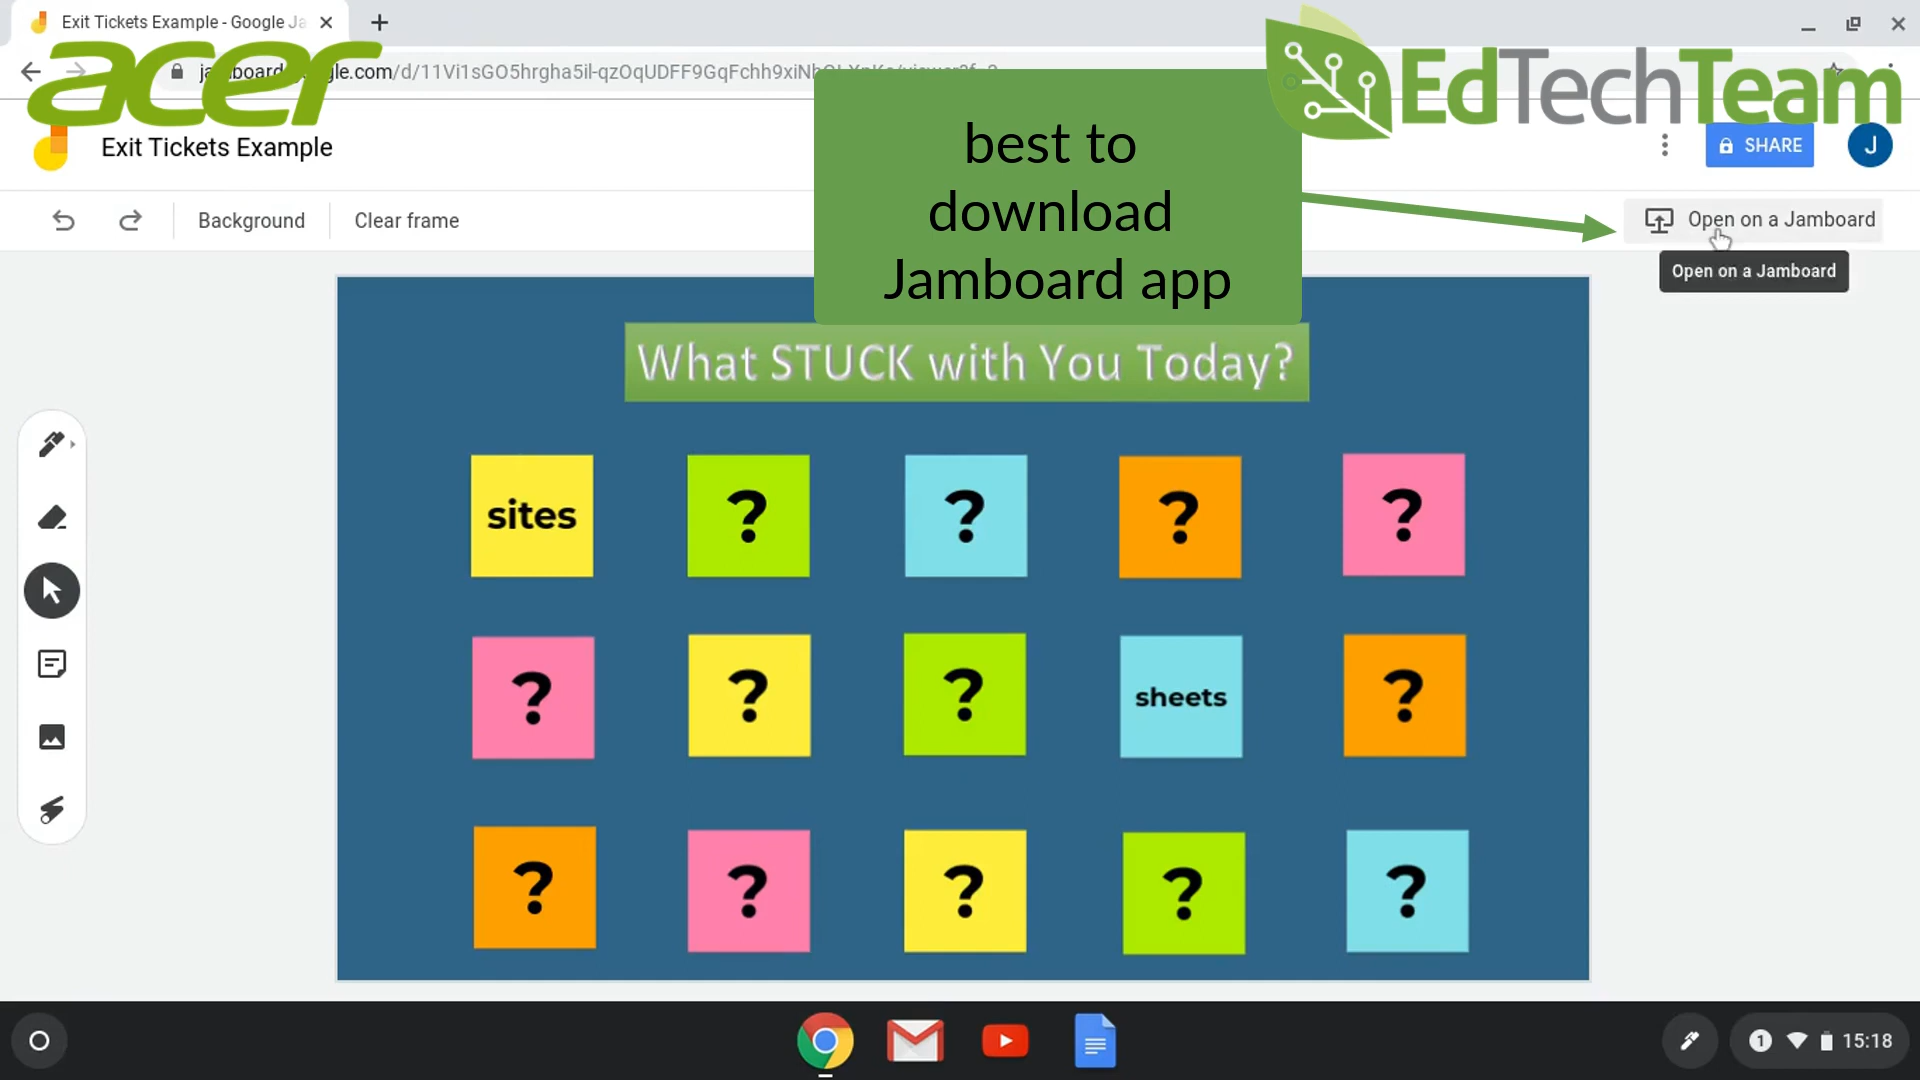 Exit Tickets Example - Google Ja
acer
EdTechTeam
Exit Tickets Example
SHARE
J
best to
download
Jamboard app
Background
Clear frame
Open on a Jamboard
Open on a Jamboard
What STUCK with You Today?
sites ? ? ? ?
? ? ? sheets ?
? ? ? ? ?
1 15:18